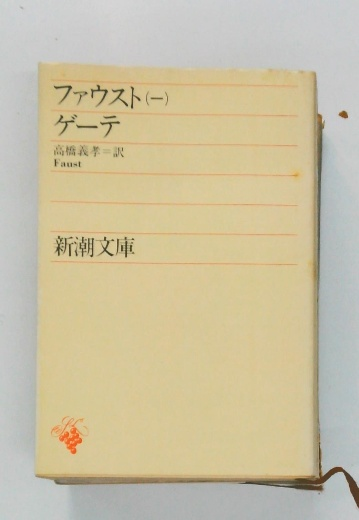 ファウスト(一)
ゲーテ
高橋義孝=訳
Faust
新潮文庫